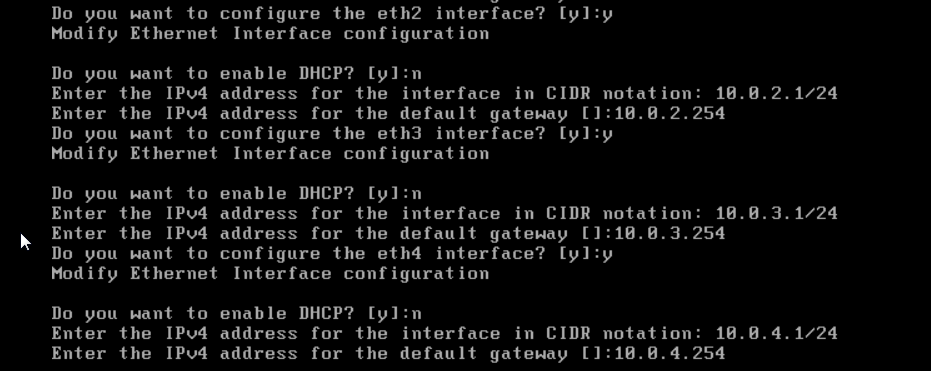 Do you want to configure the eth2 interface? [y]:y
Modify Ethernet Interface configuration
Do you want to enable DHCP? [y]:n
Enter the IPv4 address for the interface in CIDR notation: 10.0.2.1/24
Enter the IPv4 address for the default gateway []:10.0.2.254
Do you want to configure the eth3 interface? [y]:y
Modify Ethernet Interface configuration
Do you want to enable DHCP? [y]:n
Enter the IPv4 address for the interface in CIDR notation: 10.0.3.1/24
Enter the IPv4 address for the default gateway []:10.0.3.254
Do you want to configure the eth4 interface? [y]:y
Modify Ethernet Interface configuration
Do you want to enable DHCP? [y]:n
Enter the IPv4 address for the interface in CIDR notation: 10.0.4.1/24
Enter the IPv4 address for the default gateway []:10.0.4.254